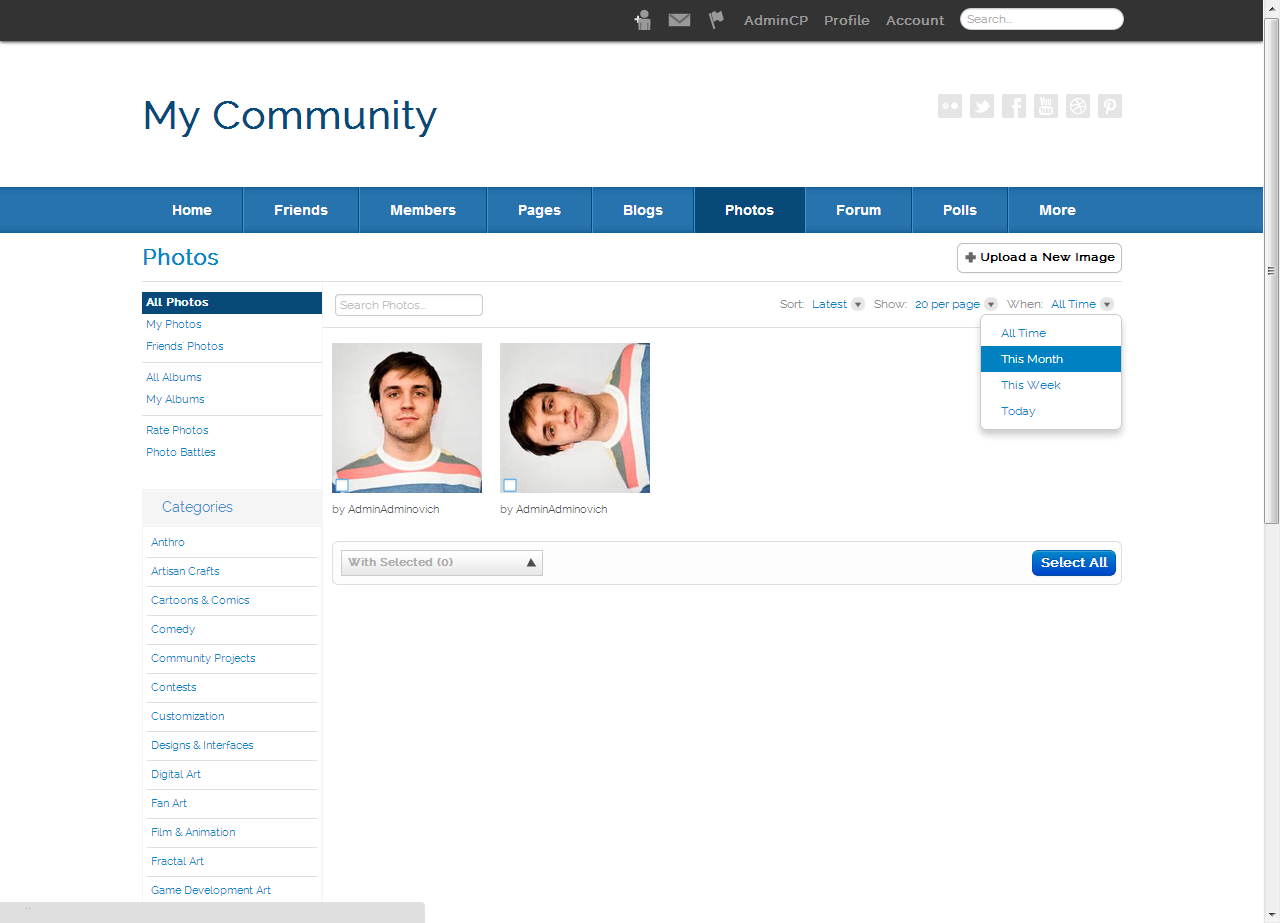 AdminCP Profile Account Search...
My Community
You Tube
Home Friends Members Pages Blogs Photos Forum Polls More
Photos
Upload a New Image
All Photos
My Photos
Friends' Photos
All Albums
My Albums
Rate Photos
Photo Battles
Categories
Anthro
Artisan Crafts
Cartoons & Comics
Comedy
Community Projects
Contests
Customization
Designs & Interfaces
Digital Art
Fan Art
Film & Animation
Fractal Art
Game Development Art
Search Photos...
Sort: Latest Show: 20 per page When: All Time
All Time
This Month
This Week
Today
by AdminAdminovich
by AdminAdminovich
With Selected (0)
Select All